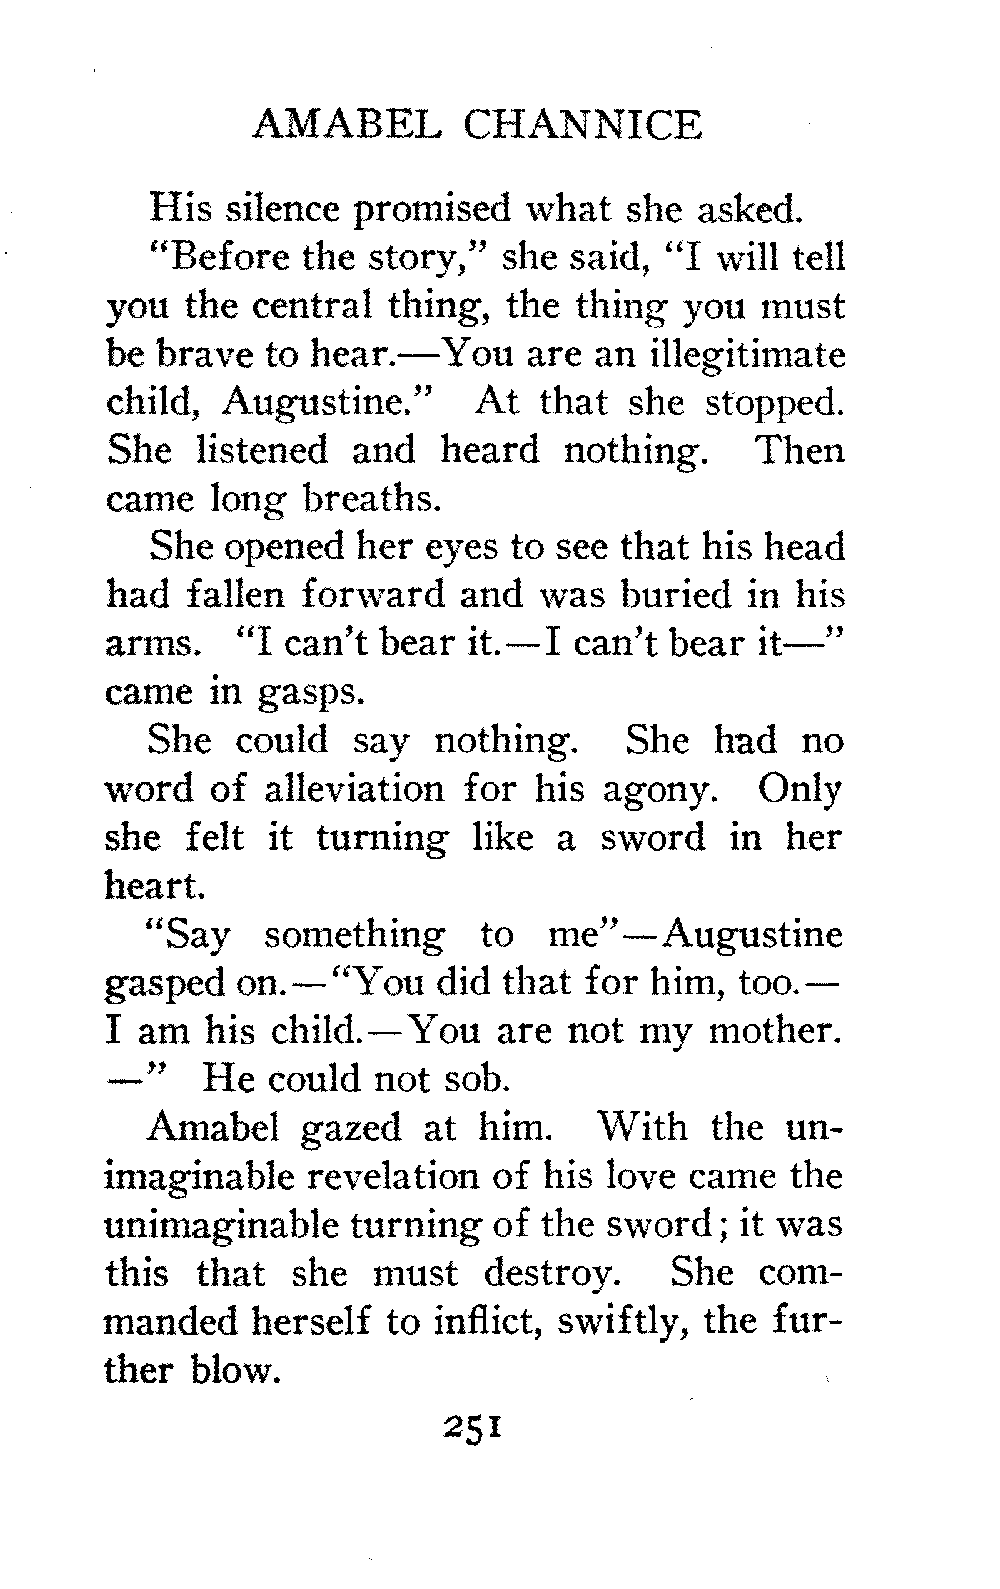 AMABEL CHANNICE
His silence promised what she asked.
“Before the story,” she said, “I will tell
you the central thing, the thing you must
be brave to hear.—You are an illegitimate
child, Augustine.” At that she stopped.
She listened and heard nothing. Then
came long breaths.
She opened her eyes to see that his head
had fallen forward and was buried in his
arms. “I can’t bear it.—I can’t bear it—”
came in gasps.
She could say nothing. She had no
word of alleviation for his agony. Only
she felt it turning like a sword in her
heart.
“Say something to me”—Augustine
gasped on.—“You did that for him, too.—
I am his child.—You are not my mother.
—” He could not sob.
Amabel gazed at him. With the un-
imaginable revelation of his love came the
unimaginable turning of the sword; it was
this that she must destroy. She com-
manded herself to inflict, swiftly, the fur-
ther blow.
251